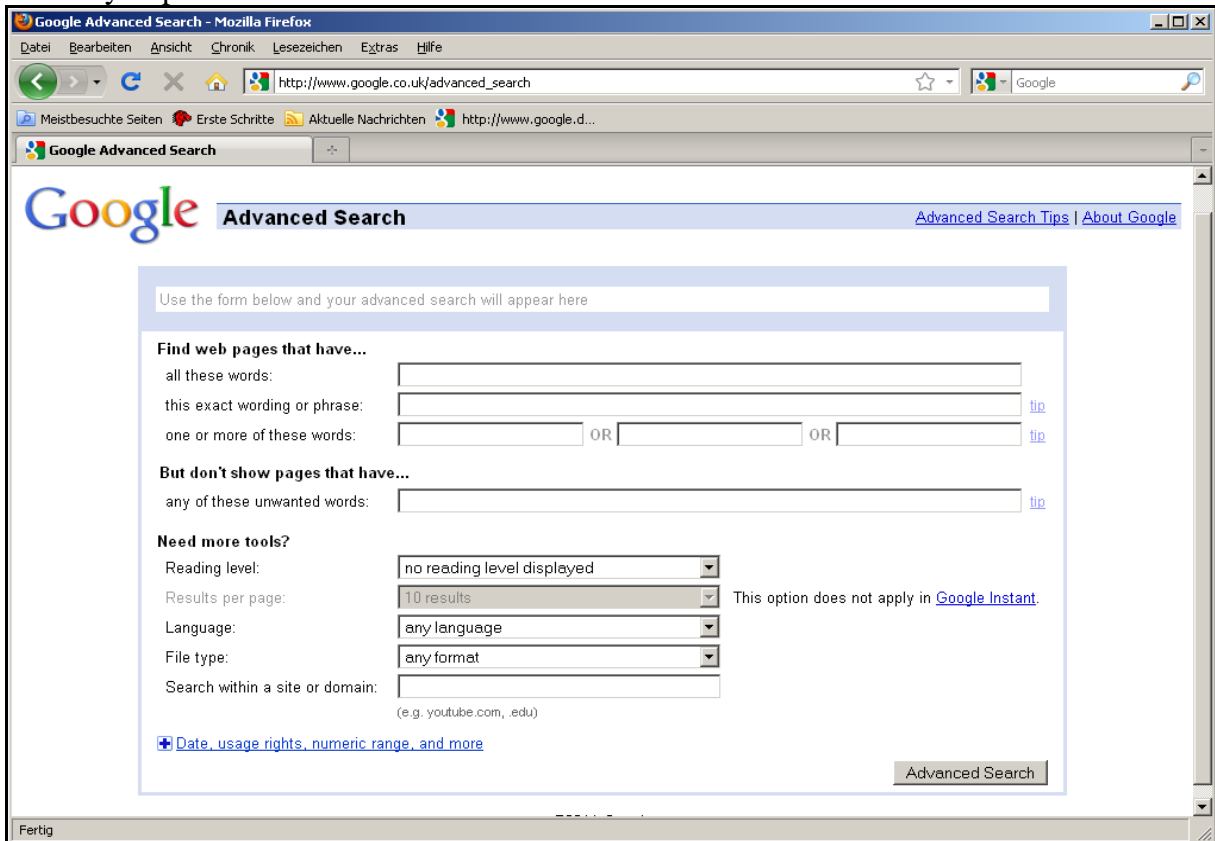 Google Advanced Search - Mozilla Firefox
Datei Bearbeiten Ansicht Chronik Lesezeichen Extras Hilfe
http://www.google.co.uk/advanced_search Google
Meistbesuchte Seiten Erste Schritte Aktuelle Nachrichten http://www.google.d...
Google Advanced Search
Google Advanced Search Advanced Search Tips | About Google
Use the form below and your advanced search will appear here
Find web pages that have...
all these words:
this exact wording or phrase: tip
one or more of these words: OR OR tip
But don't show pages that have...
any of these unwanted words: tip
Need more tools?
Reading level: no reading level displayed
Results per page: 10 results This option does not apply in Google Instant.
Language: any language
File type: any format
Search within a site or domain:
(e.g. youtube.com, .edu)
Date, usage rights, numeric range, and more
Advanced Search
Fertig